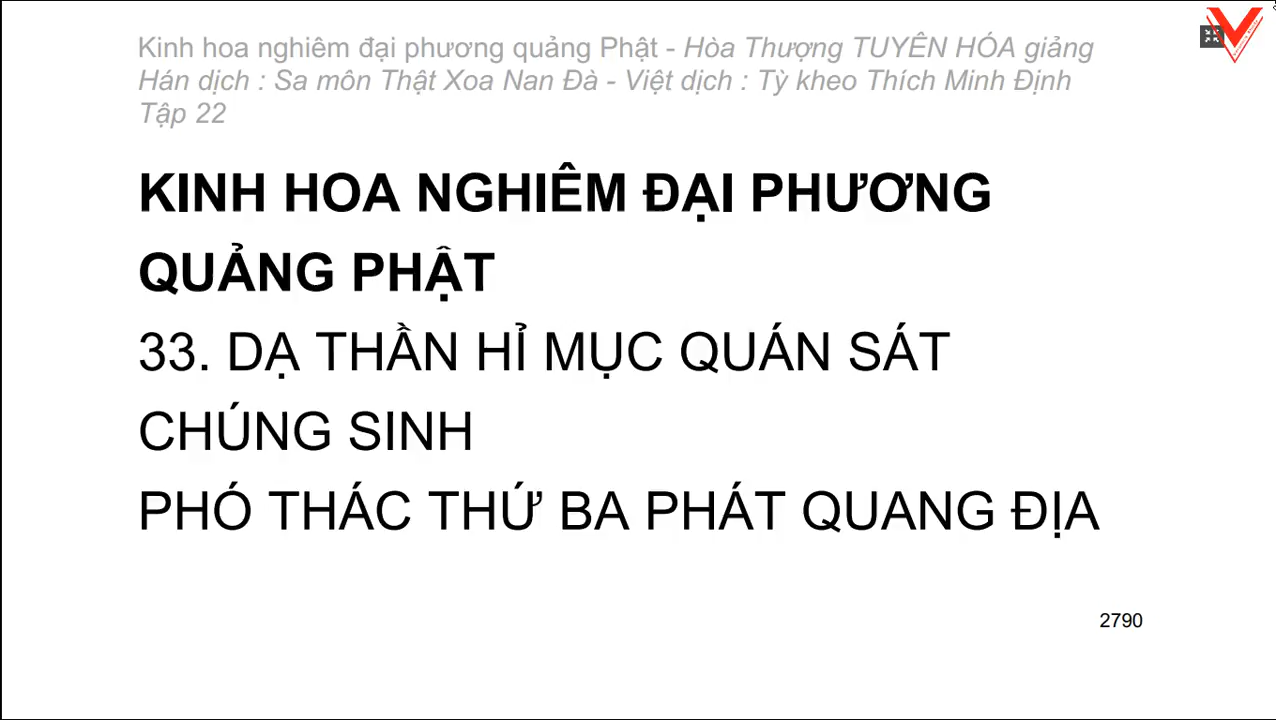 Kinh hoa nghiêm đại phương quảng Phật - Hòa Thượng TUYÊN HÓA giảng
Hán dịch : Sa môn Thật Xoa Nan Đà - Việt dịch : Tỳ kheo Thích Minh Định
Tập 22
KINH HOA NGHIÊM ĐẠI PHƯƠNG
QUẢNG PHẬT
33. DẠ THẦN HỈ MỤC QUÁN SÁT
CHÚNG SINH
PHÓ THÁC THỨ BA PHÁT QUANG ĐỊA
2790